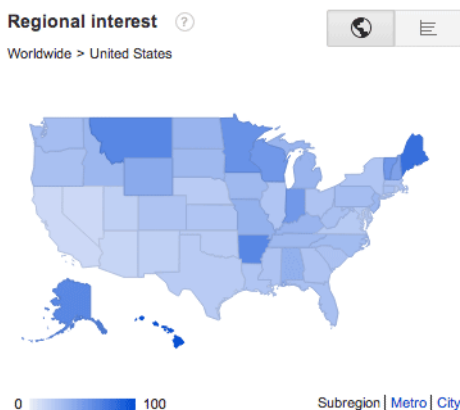 Regional interest ?
Worldwide > United States
0 100
Subregion | Metro | City